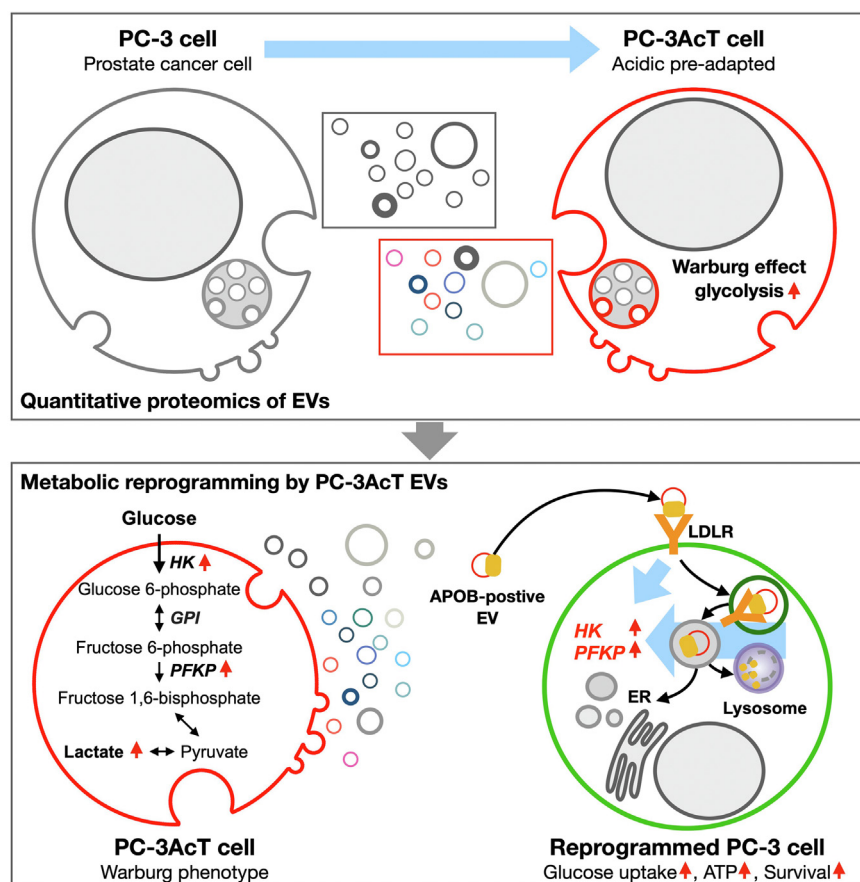 PC-3 cell
Prostate cancer cell
PC-3AcT cell
Acidic pre-adapted
Warburg effect
glycolysis
Quantitative proteomics of EVs
Metabolic reprogramming by PC-3AcT EVs
Glucose
HK
Glucose 6-phosphate
GPI
Fructose 6-phosphate
PFKP
Fructose 1,6-bisphosphate
Lactate
Pyruvate
PC-3AcT cell
Warburg phenotype
APOB-postive
EV
LDLR
HK
PFKP
ER
Lysosome
Reprogrammed PC-3 cell
Glucose uptake, ATP, Survival